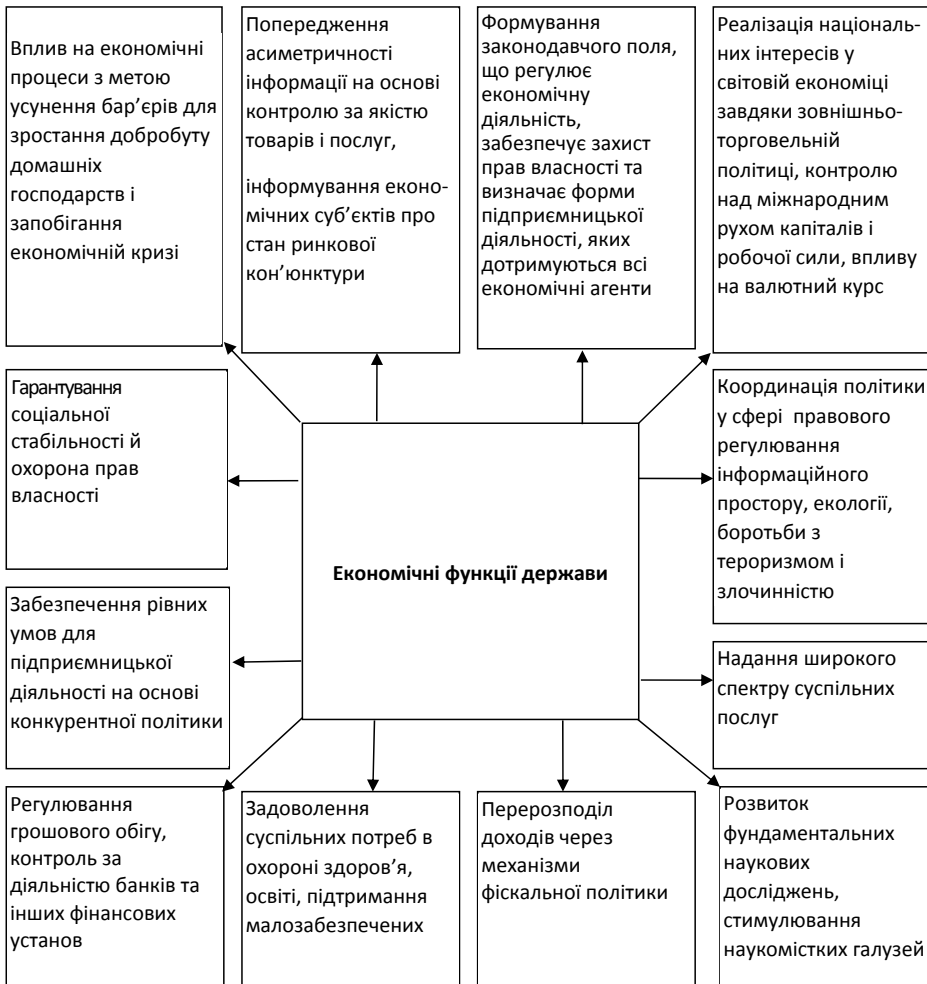 Вплив на економічні
процеси з метою
усунення бар’єрів для
зростання добробуту
домашніх
господарств і
запобігання
економічній кризі
Попередження
асиметричності
інформації на основі
контролю за якістю
товарів і послуг,
інформування еконо-
мічних суб’єктів про
стан ринкової
кон’юнктури
Формування
законодавчого поля,
що регулює
економічну
діяльність,
забезпечує захист
прав власності та
визначає форми
підприємницької
діяльності, яких
дотримуються всі
економічні агенти
Реалізація національ-
них інтересів у
світовій економіці
завдяки зовнішньо-
торговельній
політиці, контролю
над міжнародним
рухом капіталів і
робочої сили, впливу
на валютний курс
Гарантування
соціальної
стабільності й
охорона прав
власності
Економічні функції держави
Координація політики
у сфері правового
регулювання
інформаційного
простору, екології,
боротьби з
тероризмом і
злочинністю
Забезпечення рівних
умов для
підприємницької
діяльності на основі
конкурентної політики
Надання широкого
спектру суспільних
послуг
Регулювання
грошового обігу,
контроль за
діяльністю банків та
інших фінансових
установ
Задоволення
суспільних потреб в
охороні здоров’я,
освіті, підтримання
малозабезпечених
Перерозподіл
доходів через
механізми
фіскальної політики
Розвиток
фундаментальних
наукових
досліджень,
стимулювання
наукомістких галузей